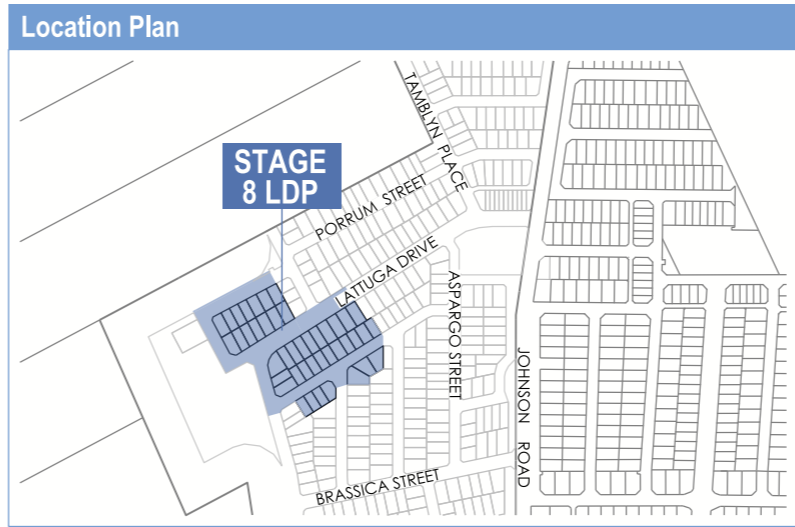 Location Plan
TAMBLYN PLACE
STAGE
8 LDP
PORRUM STREET
LATTUGA DRIVE
ASPARGO STREET
JOHNSON ROAD
BRASSICA STREET